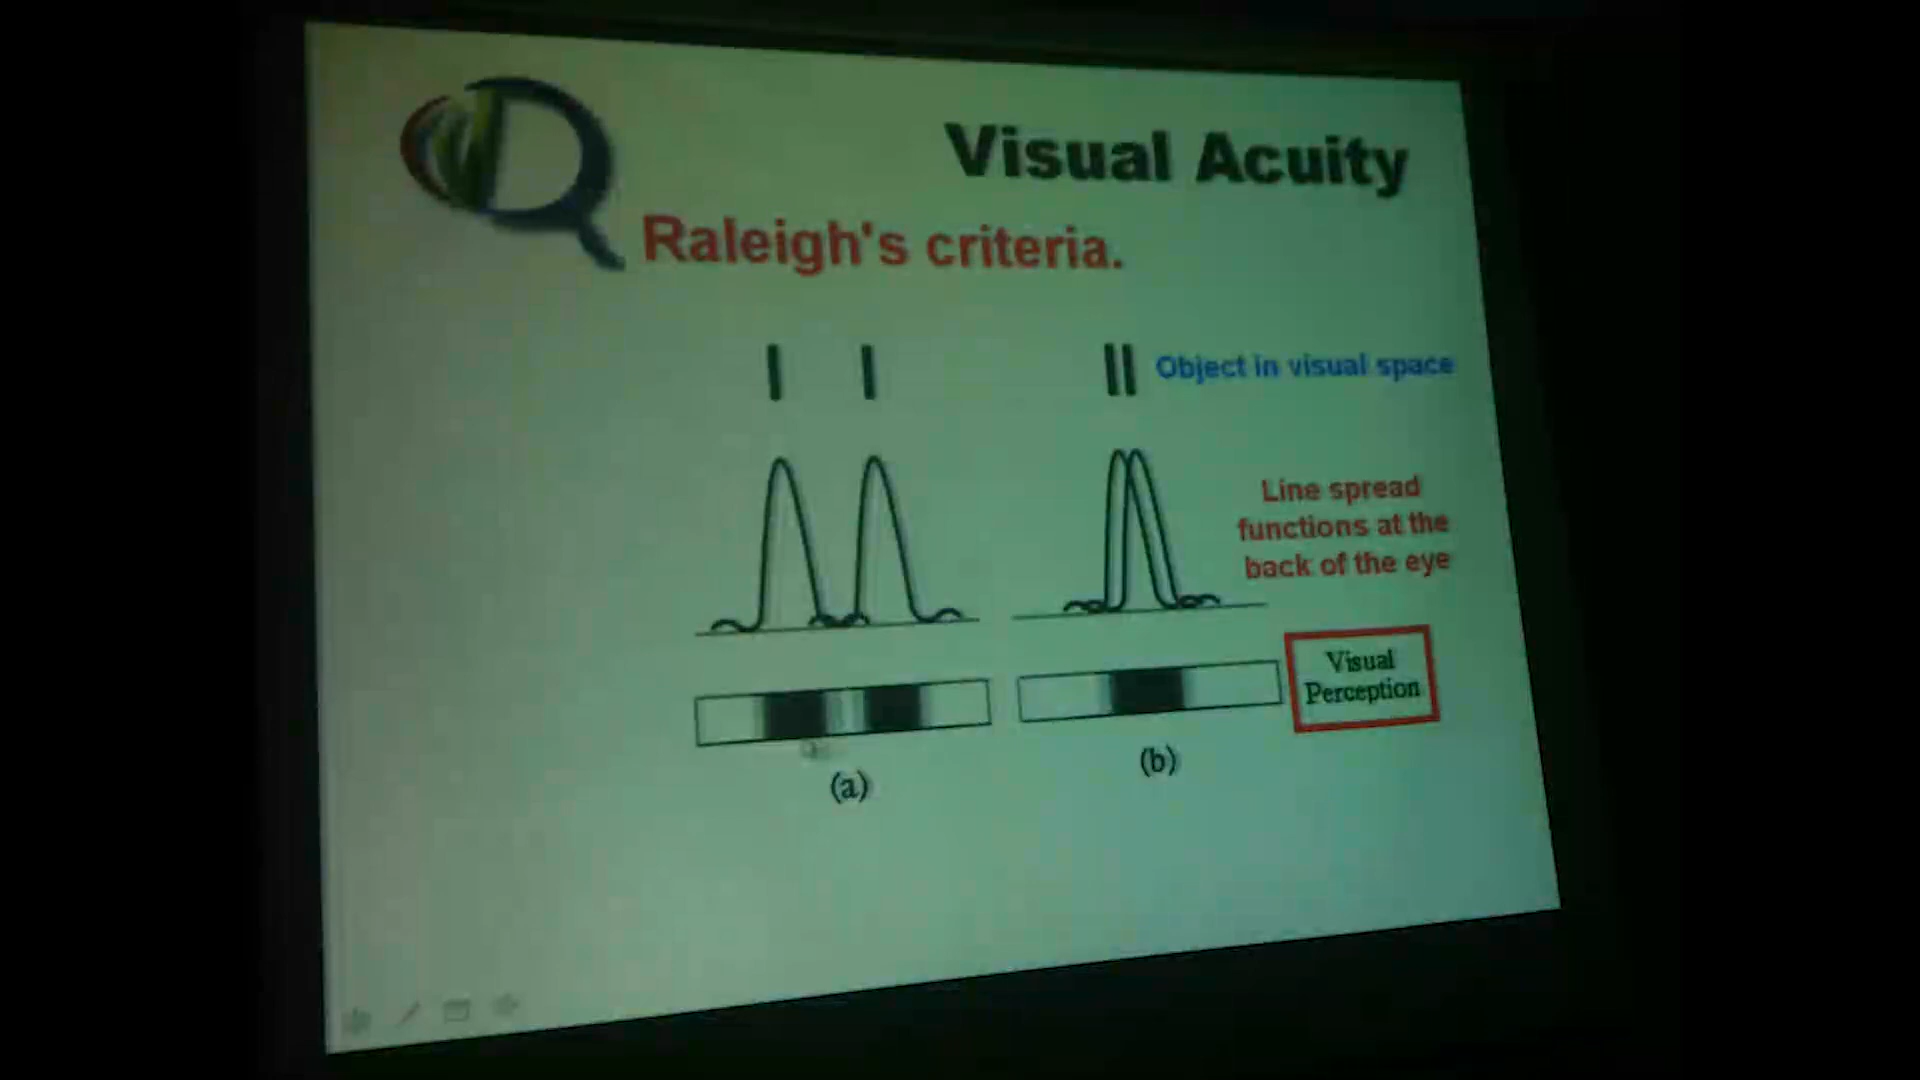 Visual Acuity
Raleigh's criteria.
Object in visual space
Line spread
functions at the
back of the eye
Visual
Perception
(a)
(b)